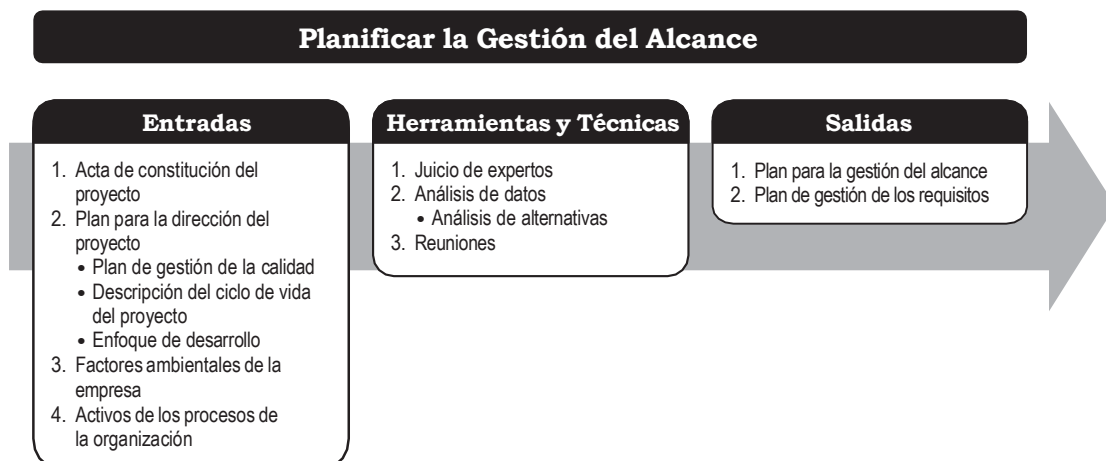 Planificar la Gestión del Alcance
Entradas
1. Acta de constitución del
proyecto
2. Plan para la dirección del
proyecto
• Plan de gestión de la calidad
• Descripción del ciclo de vida
del proyecto
• Enfoque de desarrollo
3. Factores ambientales de la
empresa
4. Activos de los procesos de
la organización
Herramientas y Técnicas
1. Juicio de expertos
2. Análisis de datos
• Análisis de alternativas
3. Reuniones
Salidas
1. Plan para la gestión del alcance
2. Plan de gestión de los requisitos